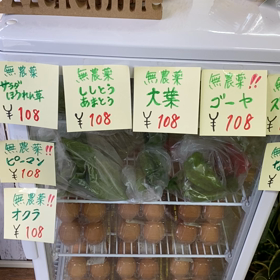 無農薬
サラダ
ほうれん草
¥108
無農薬
ししとう
あまとう
¥108
無農薬
大葉
¥108
無農薬!!
ゴーヤ
¥108
無農薬!!
ピーマン
¥108
無農薬!!
オクラ
¥108